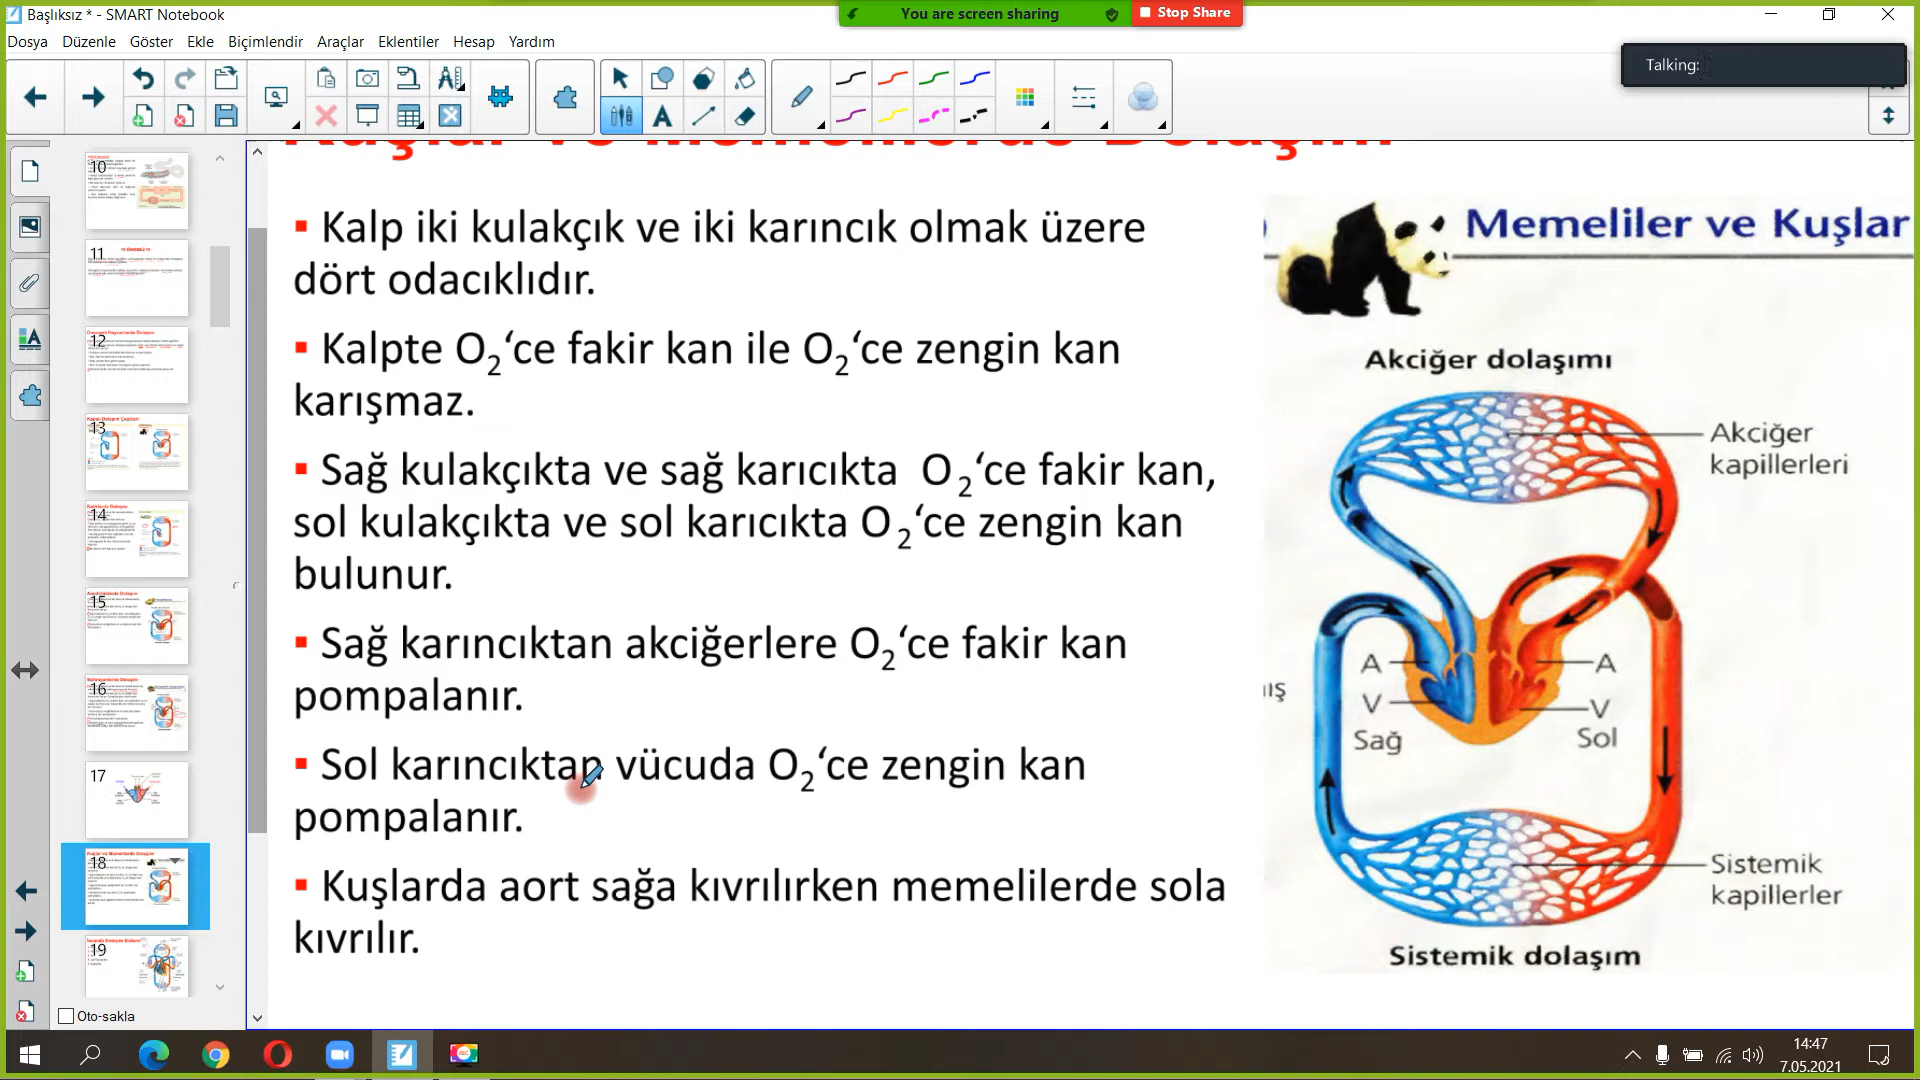 Başlıksız * - SMART Notebook
You are screen sharing
Stop Share
Dosya Düzenle Göster Ekle Biçimlendir Araçlar Eklentiler Hesap Yardım
Talking:
Kuşlar ve Memelilerde Dolaşım
▪ Kalp iki kulakçık ve iki karıncık olmak üzere
dört odacıklıdır.
▪ Kalpte O2‘ce fakir kan ile O2‘ce zengin kan
karışmaz.
▪ Sağ kulakçıkta ve sağ karıcıkta O2‘ce fakir kan,
sol kulakçıkta ve sol karıcıkta O2‘ce zengin kan
bulunur.
▪ Sağ karıncıktan akciğerlere O2‘ce fakir kan
pompalanır.
▪ Sol karıncıktan vücuda O2‘ce zengin kan
pompalanır.
▪ Kuşlarda aort sağa kıvrılırken memelilerde sola
kıvrılır.
Memeliler ve Kuşlar
Akciğer dolaşımı
Akciğer
kapillerleri
A
A
V
V
Sağ
Sol
ış
Sistemik
kapillerler
Sistemik dolaşım
10
11
12
13
14
15
16
17
18
19
Oto-sakla
14:47
7.05.2021